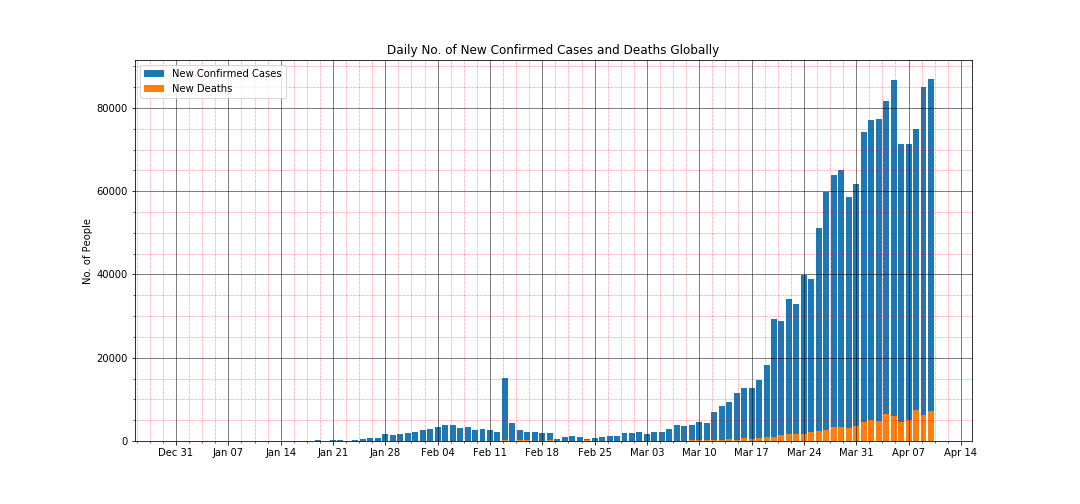 Daily No. of New Confirmed Cases and Deaths Globally
New Confirmed Cases
New Deaths
80000
60000
40000
20000
0
No. of People
Dec 31 Jan 07 Jan 14 Jan 21 Jan 28 Feb 04 Feb 11 Feb 18 Feb 25 Mar 03 Mar 10 Mar 17 Mar 24 Mar 31 Apr 07 Apr 14